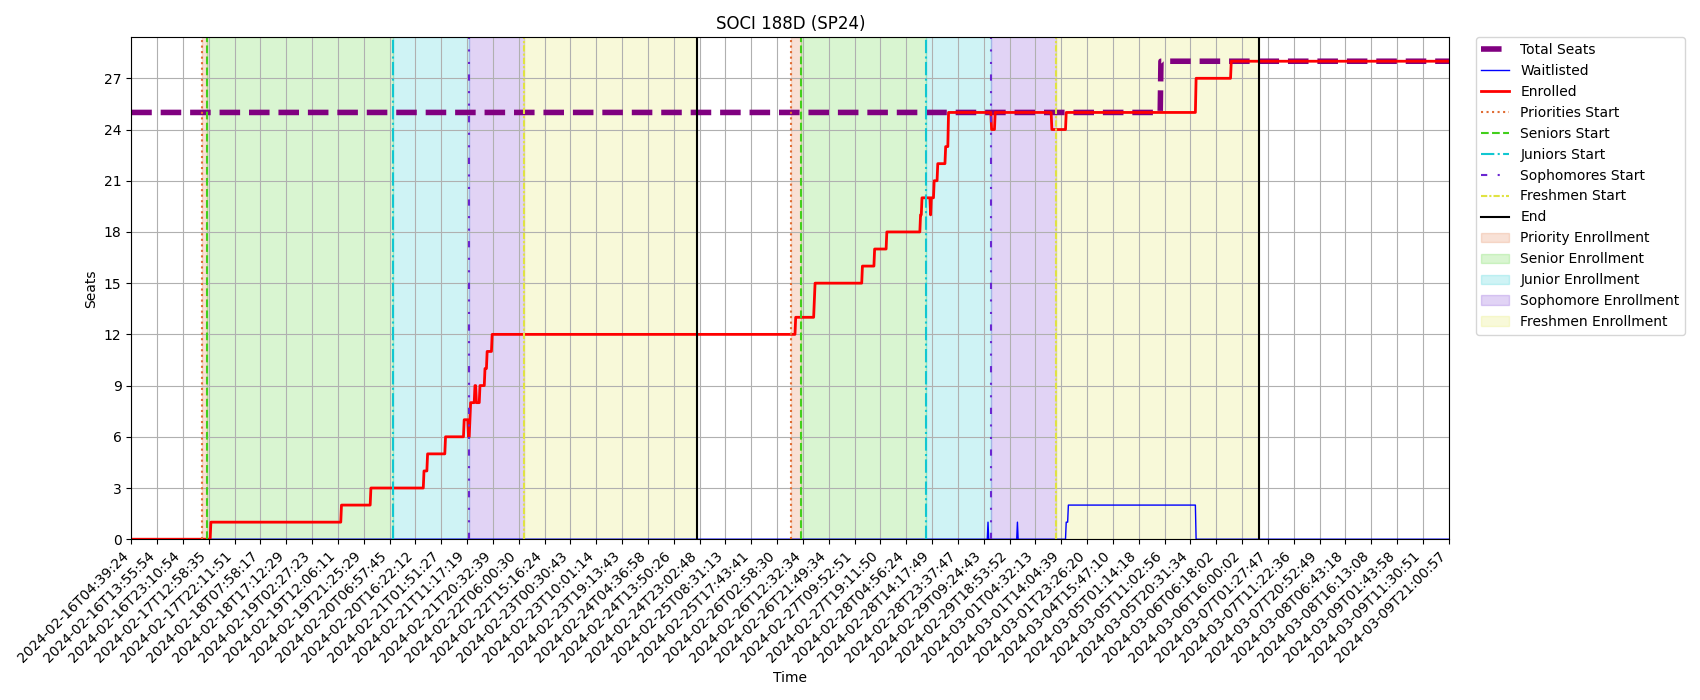 SOCI 188D (SP24)
Seats
27
24
21
18
15
12
9
6
3
0
2024-02-16T04:39:24
2024-02-16T13:55:54
2024-02-16T23:10:54
2024-02-17T12:58:35
2024-02-17T22:11:51
2024-02-18T07:58:17
2024-02-18T17:12:29
2024-02-19T02:27:23
2024-02-19T12:06:11
2024-02-19T21:25:29
2024-02-20T06:57:45
2024-02-20T16:22:12
2024-02-21T01:51:27
2024-02-21T11:17:19
2024-02-21T20:32:39
2024-02-22T06:00:30
2024-02-22T15:16:24
2024-02-23T00:30:43
2024-02-23T10:01:14
2024-02-23T19:13:43
2024-02-24T04:36:58
2024-02-24T13:50:26
2024-02-24T23:02:48
2024-02-25T08:31:13
2024-02-25T17:43:41
2024-02-26T02:58:30
2024-02-26T12:32:34
2024-02-26T21:49:34
2024-02-27T09:52:51
2024-02-27T19:11:50
2024-02-28T04:56:24
2024-02-28T14:17:49
2024-02-28T23:37:47
2024-02-29T09:24:43
2024-02-29T18:53:52
2024-03-01T04:32:13
2024-03-01T14:04:39
2024-03-01T23:26:20
2024-03-04T15:47:10
2024-03-05T01:14:18
2024-03-05T11:02:56
2024-03-05T20:31:34
2024-03-06T06:18:02
2024-03-06T16:00:02
2024-03-07T01:27:47
2024-03-07T11:22:36
2024-03-07T20:52:49
2024-03-08T06:43:18
2024-03-08T16:13:08
2024-03-09T01:43:58
2024-03-09T11:30:51
2024-03-09T21:00:57
Time
Total Seats
Waitlisted
Enrolled
Priorities Start
Seniors Start
Juniors Start
Sophomores Start
Freshmen Start
End
Priority Enrollment
Senior Enrollment
Junior Enrollment
Sophomore Enrollment
Freshmen Enrollment